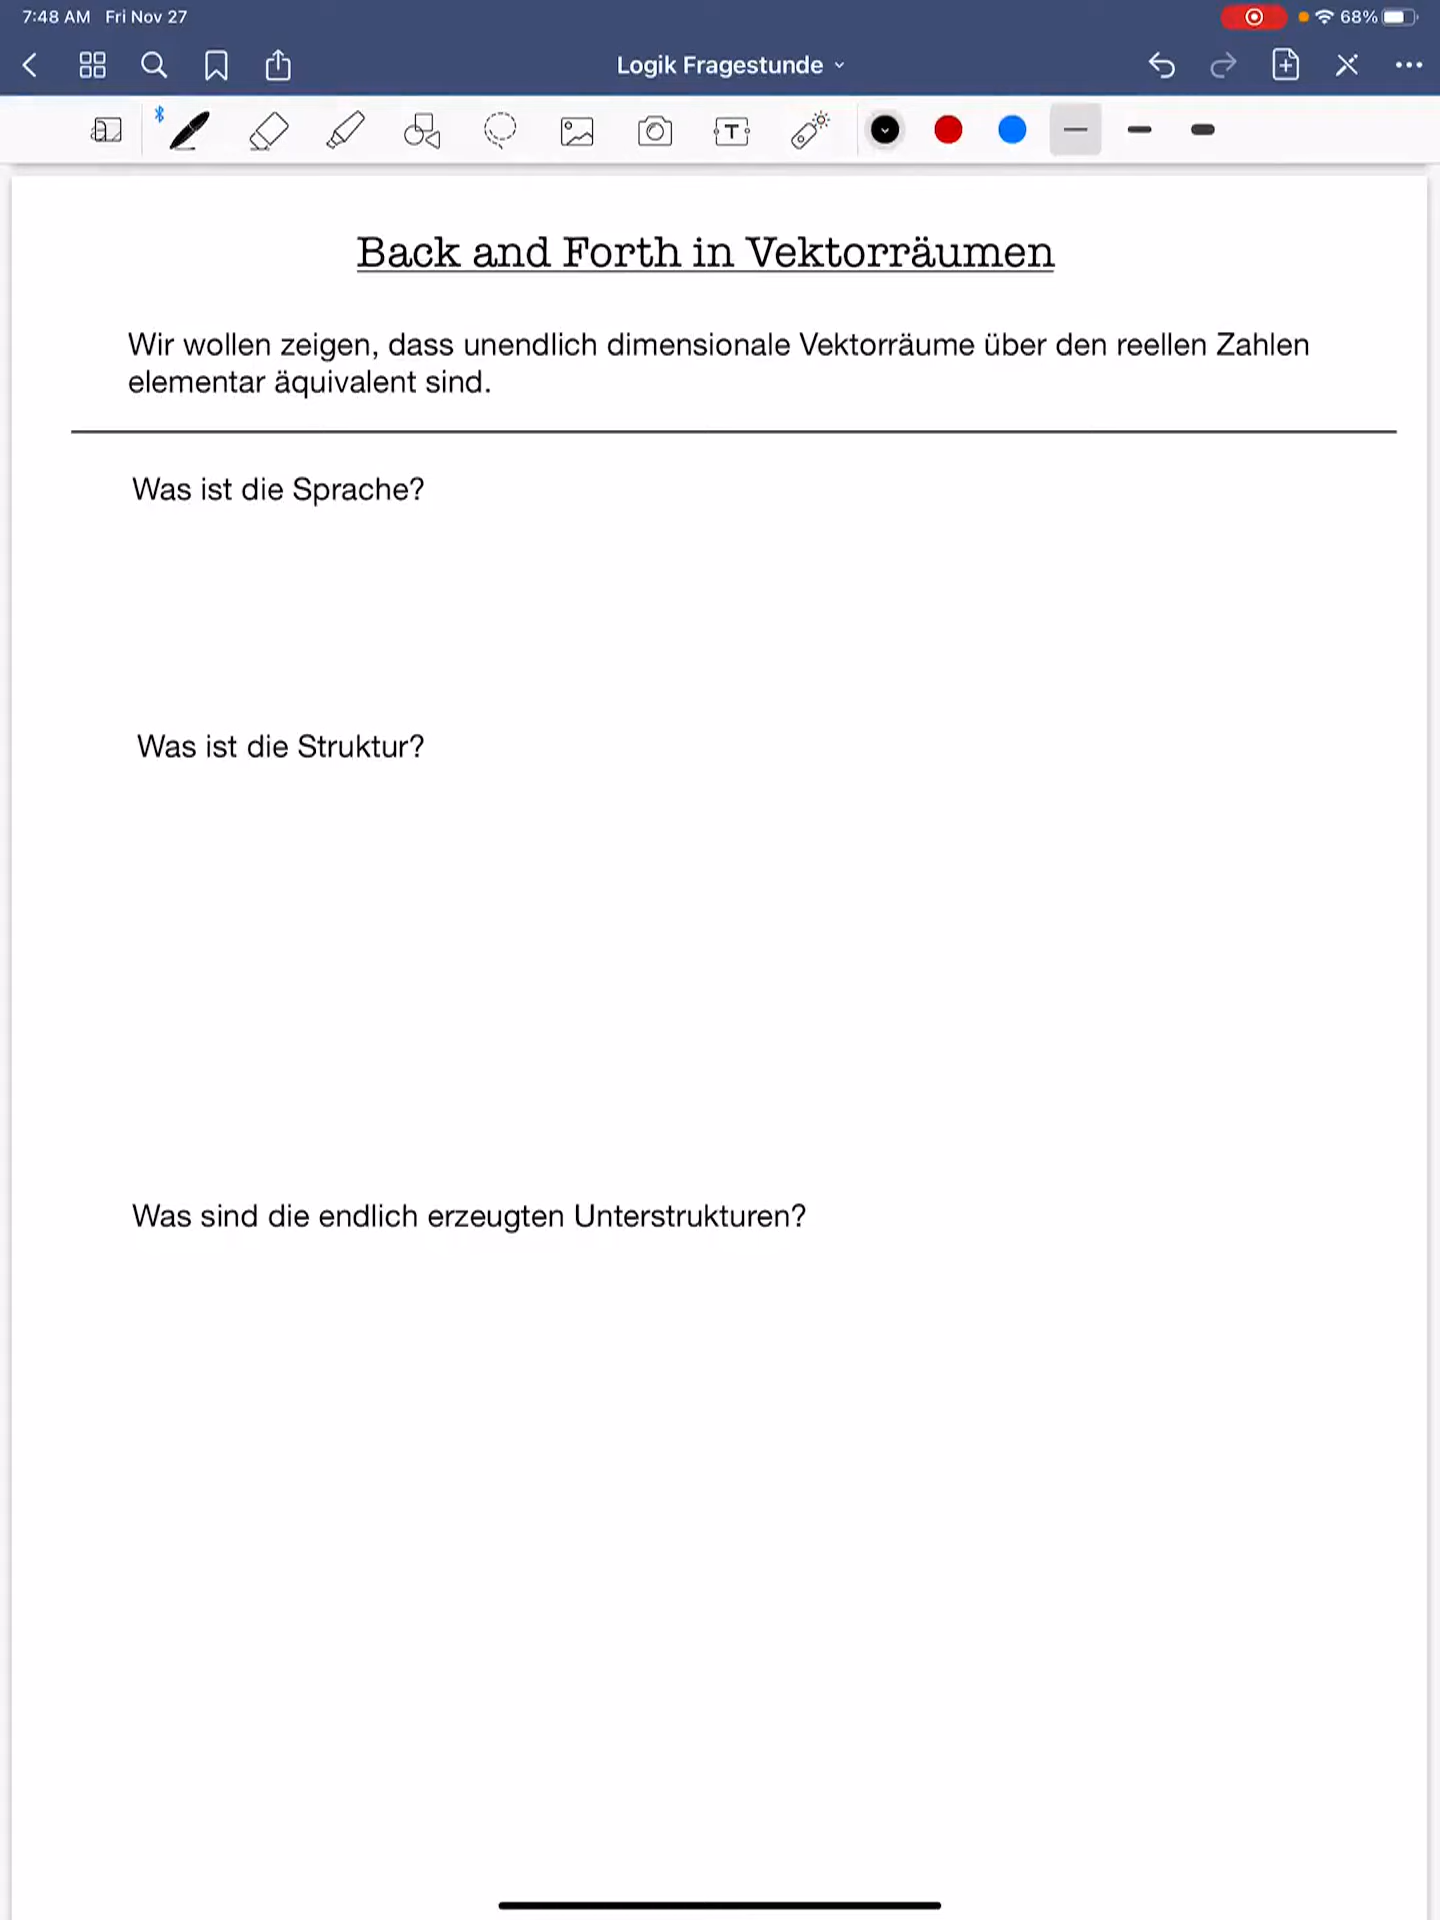 7:48 AM Fri Nov 27
68%
Logik Fragestunde
T
Back and Forth in Vektorräumen
Wir wollen zeigen, dass unendlich dimensionale Vektorräume über den reellen Zahlen
elementar äquivalent sind.
Was ist die Sprache?
Was ist die Struktur?
Was sind die endlich erzeugten Unterstrukturen?